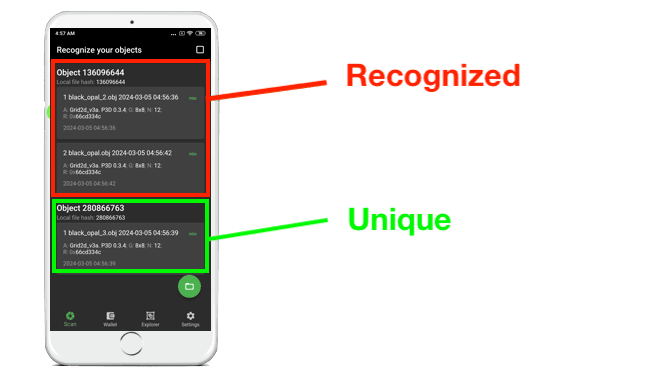 4:57 AM
Recognize your objects
Object 136096644
Local file hash: 136096644
1 black_opal_2.obj 2024-03-05 04:56:36
A: Grid2d_v3a. P3D 0.3.4; G: 8x8; N: 12;
R: 0x66cd334c
2024-03-05 04:56:36
2 black_opal.obj 2024-03-05 04:56:42
A: Grid2d_v3a. P3D 0.3.4; G: 8x8; N: 12;
R: 0x66cd334c
2024-03-05 04:56:42
Object 280866763
Local file hash: 280866763
1 black_opal_3.obj 2024-03-05 04:56:39
A: Grid2d_v3a. P3D 0.3.4; G: 8x8; N: 12;
R: 0x66cd334c
2024-03-05 04:56:39
Scan
Wallet
Explorer
Settings
Recognized
Unique